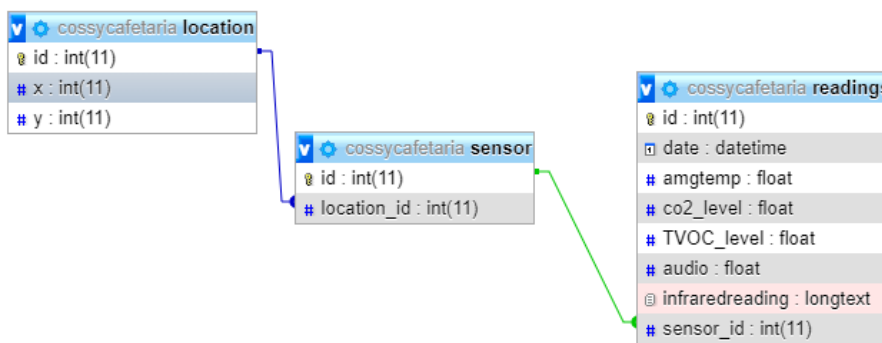 v cossycafetaria location
id : int(11)
# x : int(11)
# y : int(11)
v cossycafetaria sensor
id : int(11)
# location_id : int(11)
v cossycafetaria readings
id : int(11)
date : datetime
# amgtemp : float
# co2_level : float
# TVOC_level : float
# audio : float
infraredreading : longtext
# sensor_id : int(11)